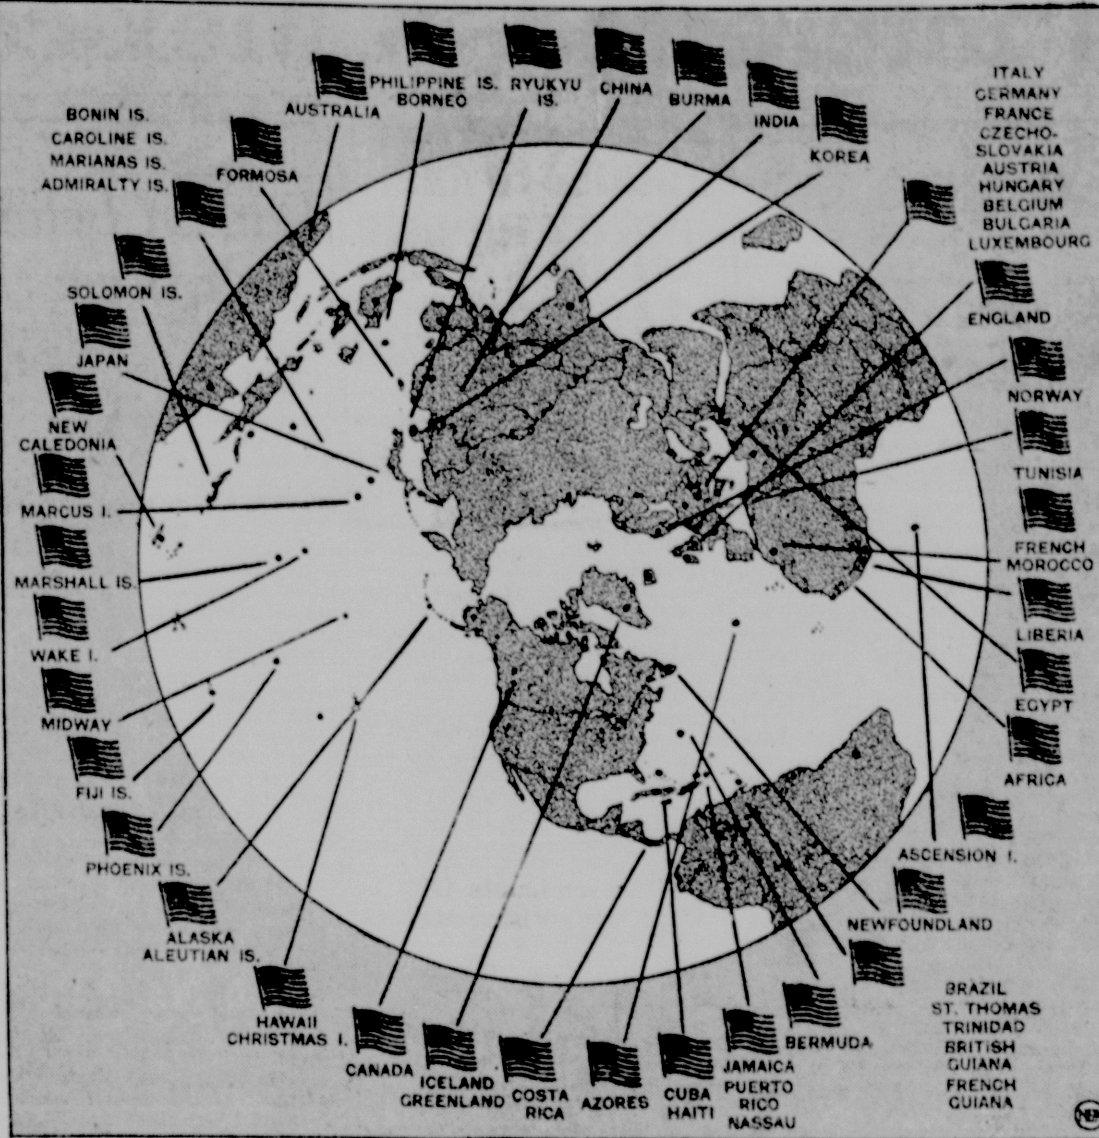 PHILIPPINE IS.
BORNEO
RYUKYU
IS.
CHINA
BURMA
INDIA
KOREA
AUSTRALIA
FORMOSA
BONIN IS.
CAROLINE IS.
MARIANAS IS.
ADMIRALTY IS.
SOLOMON IS.
JAPAN
NEW
CALEDONIA
MARCUS I.
MARSHALL IS.
WAKE I.
MIDWAY
FIJI IS.
PHOENIX IS.
ALASKA
ALEUTIAN IS.
HAWAII
CHRISTMAS I.
CANADA
ICELAND
GREENLAND
COSTA
RICA
AZORES
CUBA
HAITI
JAMAICA
PUERTO
RICO
NASSAU
BERMUDA
BRAZIL
ST. THOMAS
TRINIDAD
BRITISH
GUIANA
FRENCH
GUIANA
NEWFOUNDLAND
ASCENSION I.
AFRICA
EGYPT
LIBERIA
FRENCH
MOROCCO
TUNISIA
NORWAY
ENGLAND
ITALY
GERMANY
FRANCE
CZECHO-
SLOVAKIA
AUSTRIA
HUNGARY
BELGIUM
BULGARIA
LUXEMBOURG